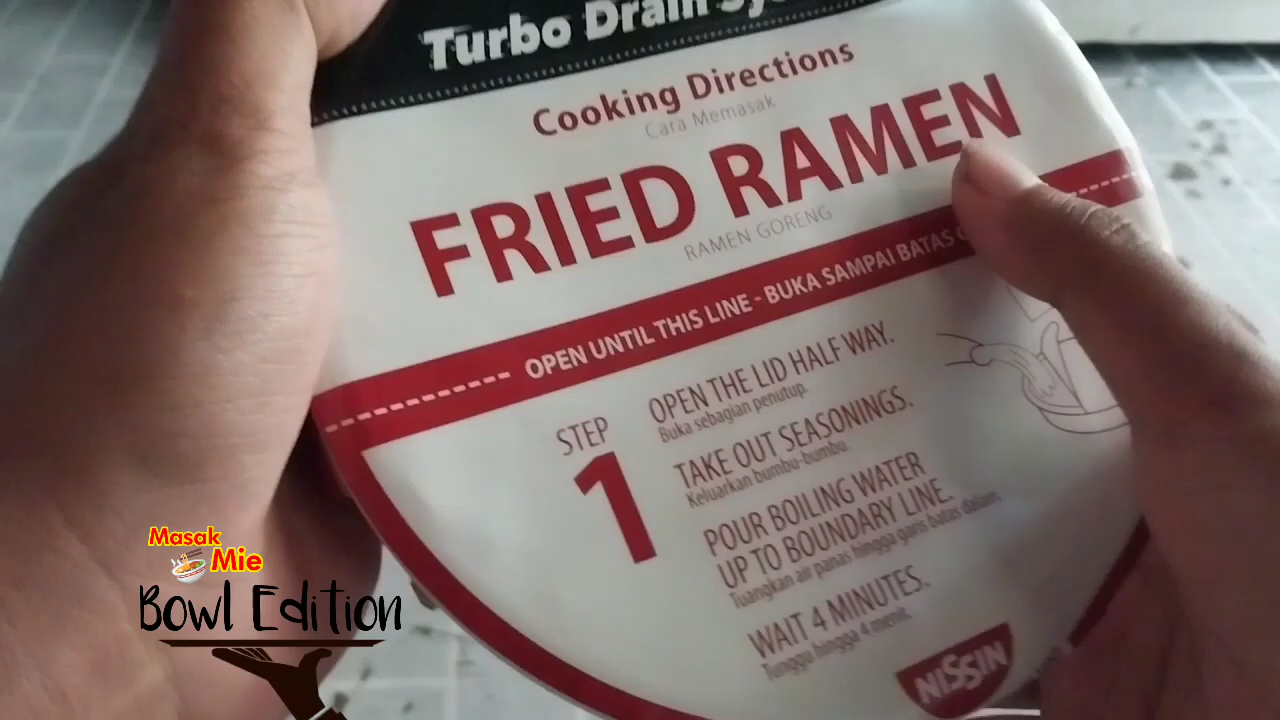 Turbo Drain Sy
Cooking Directions
Cara Memasak
FRIED RAMEN
RAMEN GORENG
OPEN UNTIL THIS LINE - BUKA SAMPAI BATAS
STEP
1
OPEN THE LID HALF WAY.
Buka sebagian penutup.
TAKE OUT SEASONINGS.
Keluarkan bumbu-bumbu.
POUR BOILING WATER
UP TO BOUNDARY LINE.
Tuangkan air panas hingga garis batas dalam.
WAIT 4 MINUTES.
Tunggu hingga 4 menit.
NISSIN
Masak
Mie
Bowl Edition